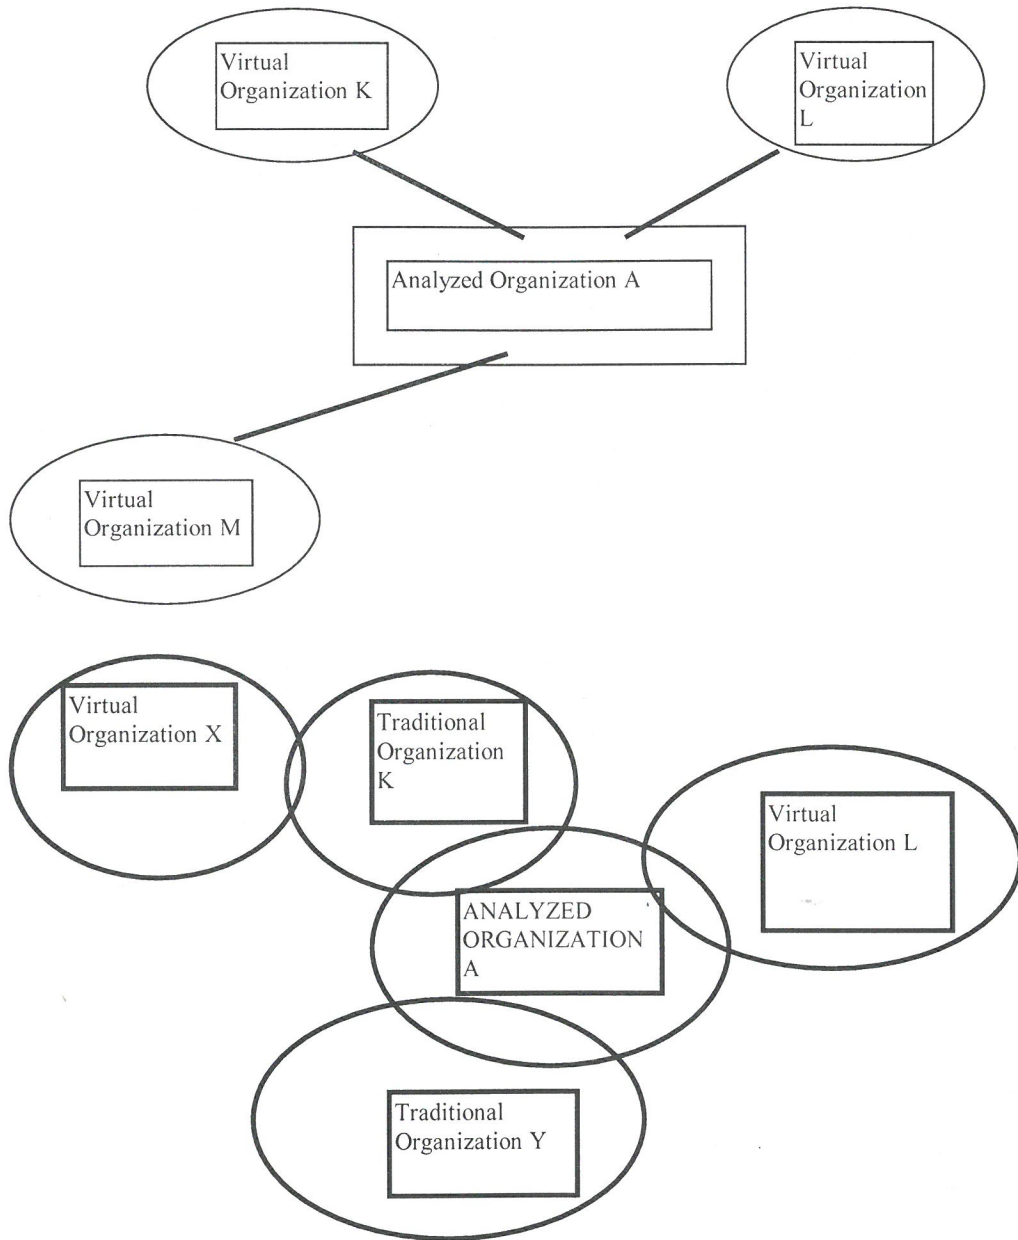 Virtual
Organization K
Virtual
Organization
L
Analyzed Organization A
Virtual
Organization M
Virtual
Organization X
Traditional
Organization
K
Virtual
Organization L
ANALYZED
ORGANIZATION
A
Traditional
Organization Y